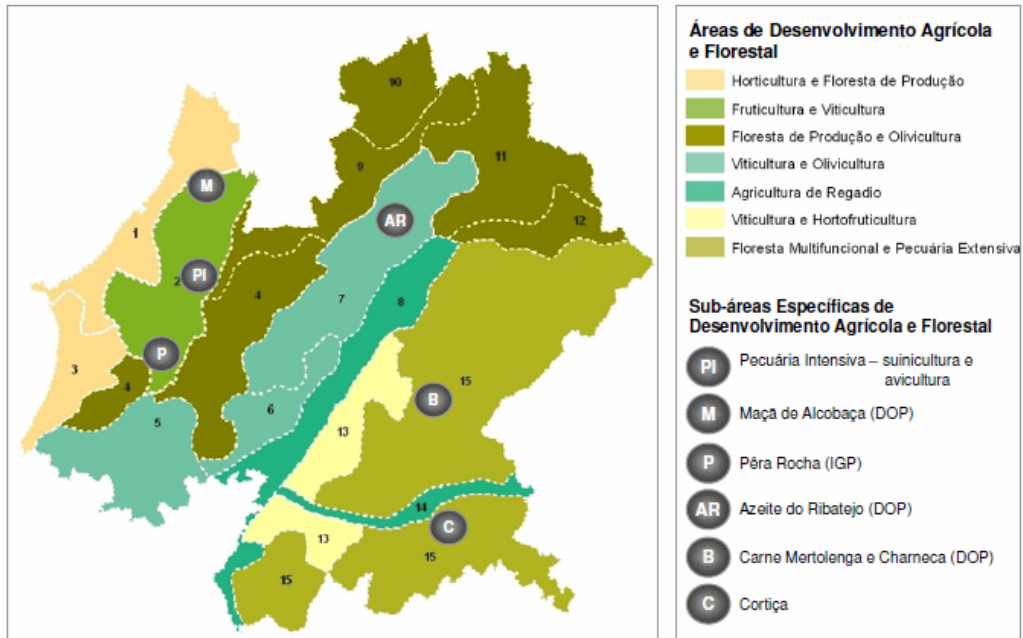 10
11
9
M
12
AR
1
PI
2
4
7
8
P
3
4
15
B
6
5
13
14
C
13
15
15
Áreas de Desenvolvimento Agrícola
e Florestal
Horticultura e Floresta de Produção
Fruticultura e Viticultura
Floresta de Produção e Olivicultura
Viticultura e Olivicultura
Agricultura de Regadio
Viticultura e Hortofruticultura
Floresta Multifuncional e Pecuária Extensiva
Sub-áreas Específicas de
Desenvolvimento Agrícola e Florestal
PI Pecuária Intensiva – suinicultura e
avicultura
M Maçã de Alcobaça (DOP)
P Pêra Rocha (IGP)
AR Azeite do Ribatejo (DOP)
B Carne Mertolenga e Charneca (DOP)
C Cortiça